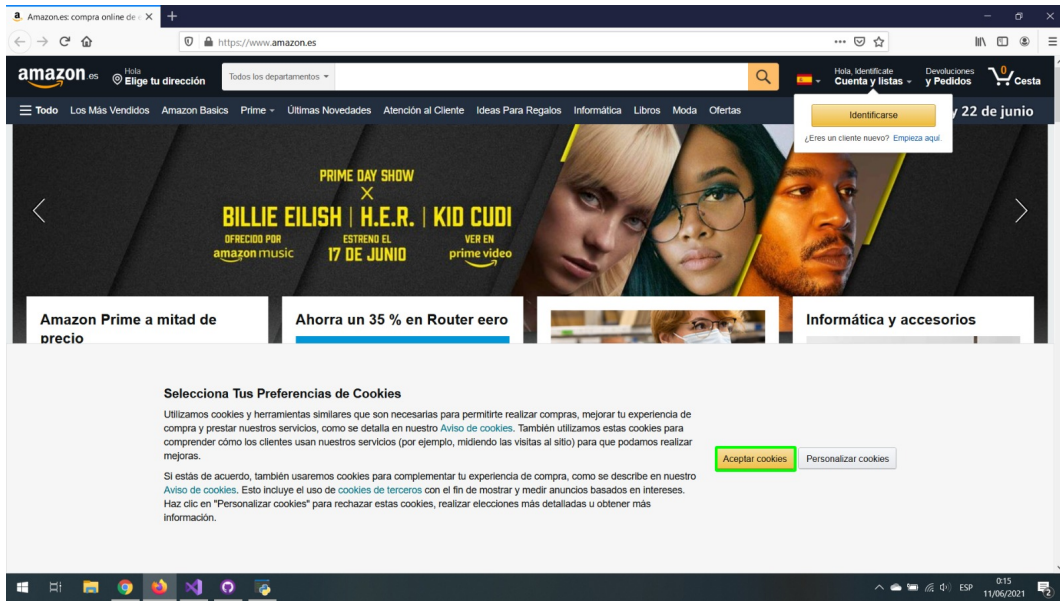 Amazon.es: compra online de e
https://www.amazon.es
amazon.es
Hola
Elige tu dirección
Todos los departamentos
Hola, Identifícate
Cuenta y listas
Devoluciones
y Pedidos
0
Cesta
Todo Los Más Vendidos Amazon Basics Prime Últimas Novedades Atención al Cliente Ideas Para Regalos Informática Libros Moda Ofertas
y 22 de junio
Identificarse
¿Eres un cliente nuevo? Empieza aquí.
PRIME DAY SHOW
X
BILLIE EILISH | H.E.R. | KID CUDI
OFRECIDO POR
amazon music
ESTRENO EL
17 DE JUNIO
VER EN
prime video
Amazon Prime a mitad de
precio
Ahorra un 35 % en Router eero
Informática y accesorios
Selecciona Tus Preferencias de Cookies
Utilizamos cookies y herramientas similares que son necesarias para permitirte realizar compras, mejorar tu experiencia de
compra y prestar nuestros servicios, como se detalla en nuestro Aviso de cookies. También utilizamos estas cookies para
comprender cómo los clientes usan nuestros servicios (por ejemplo, midiendo las visitas al sitio) para que podamos realizar
mejoras.
Si estás de acuerdo, también usaremos cookies para complementar tu experiencia de compra, como se describe en nuestro
Aviso de cookies. Esto incluye el uso de cookies de terceros con el fin de mostrar y medir anuncios basados en intereses.
Haz clic en "Personalizar cookies" para rechazar estas cookies, realizar elecciones más detalladas u obtener más
información.
Aceptar cookies
Personalizar cookies
ESP
0:15
11/06/2021
2